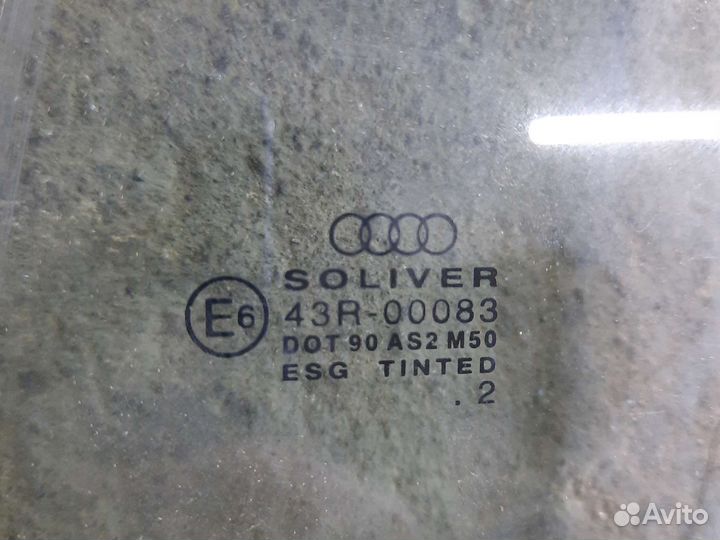 SOLIVER
E6 43R-00083
DOT 90 AS2 M50
ESG TINTED
. 2
Avito